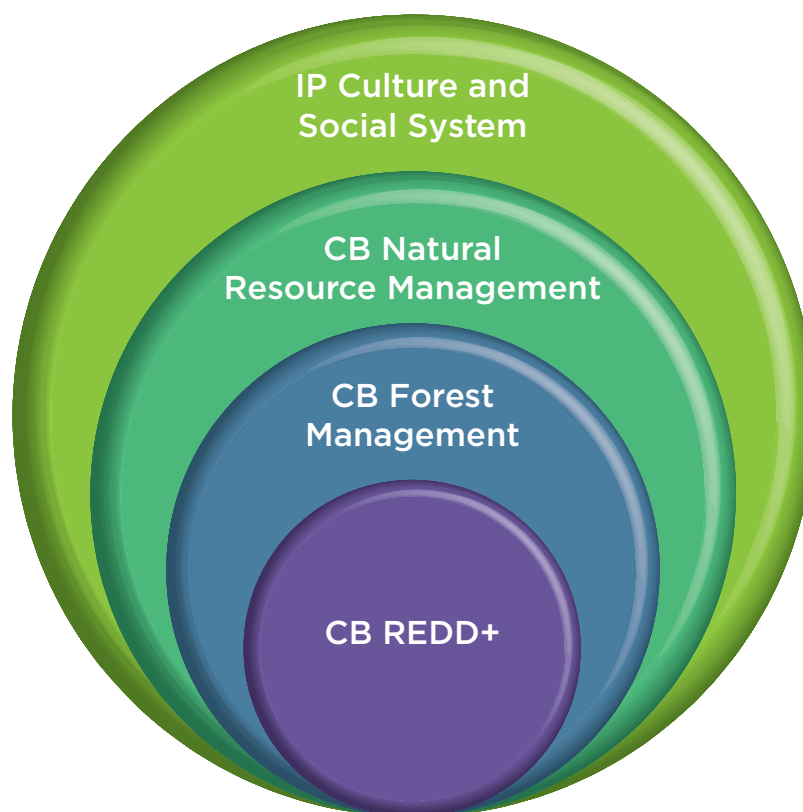 IP Culture and
Social System
CB Natural
Resource Management
CB Forest
Management
CB REDD+